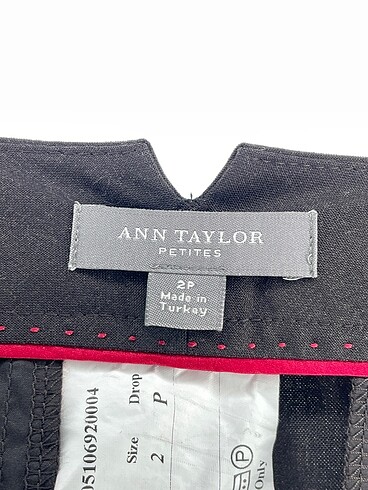 ANN TAYLOR
PETITES
2P
Made in
Turkey
05106920004
Size Drop
2 P
P
Only